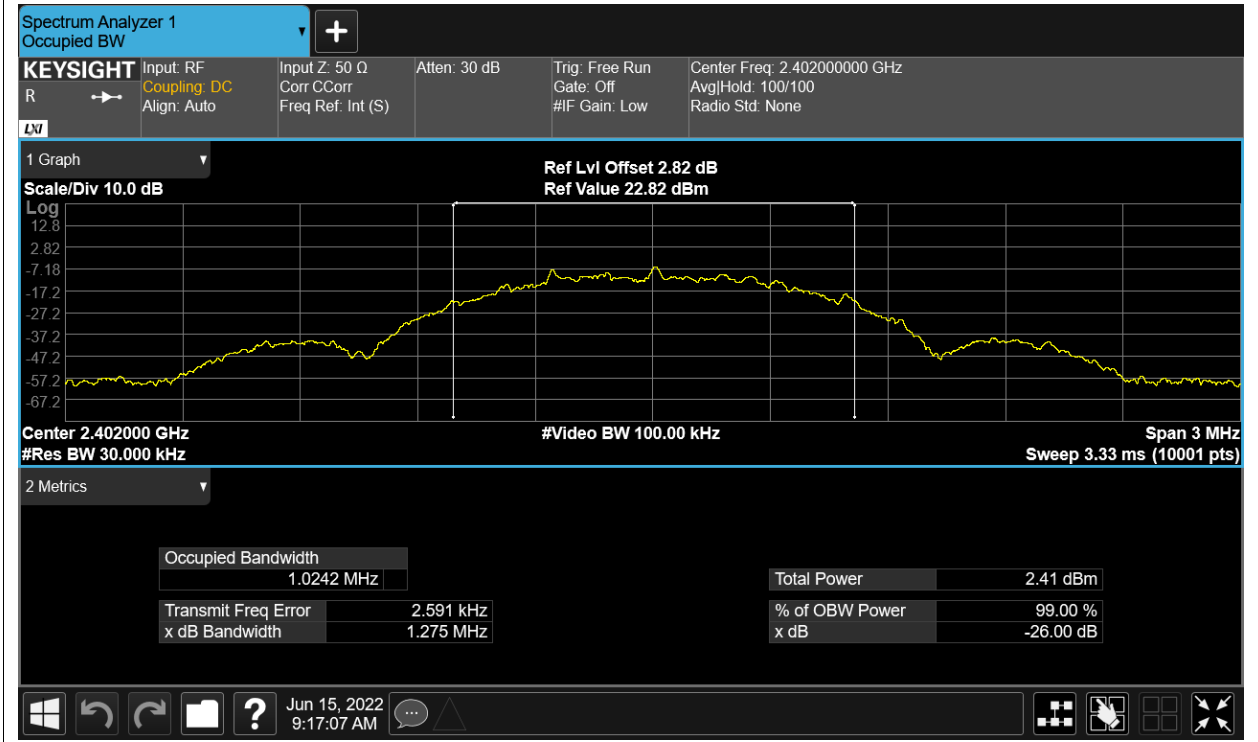 Spectrum Analyzer 1
Occupied BW
KEYSIGHT
R
LXI
Input: RF
Coupling: DC
Align: Auto
Input Z: 50 Ω
Corr CCorr
Freq Ref: Int (S)
Atten: 30 dB
Trig: Free Run
Gate: Off
#IF Gain: Low
Center Freq: 2.402000000 GHz
Avg|Hold: 100/100
Radio Std: None
1 Graph
Scale/Div 10.0 dB
Ref Lvl Offset 2.82 dB
Ref Value 22.82 dBm
Log
12.8
2.82
-7.18
-17.2
-27.2
-37.2
-47.2
-57.2
-67.2
Center 2.402000 GHz
#Res BW 30.000 kHz
#Video BW 100.00 kHz
Span 3 MHz
Sweep 3.33 ms (10001 pts)
2 Metrics
Occupied Bandwidth
1.0242 MHz
Transmit Freq Error 2.591 kHz
x dB Bandwidth 1.275 MHz
Total Power 2.41 dBm
% of OBW Power 99.00 %
x dB -26.00 dB
?
Jun 15, 2022
9:17:07 AM